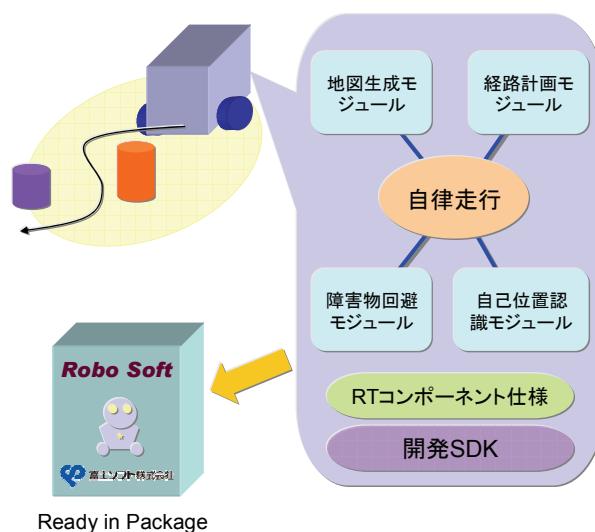 地図生成モ
ジュール
経路計画モ
ジュール
自律走行
障害物回避
モジュール
自己位置認
識モジュール
RTコンポーネント仕様
開発SDK
Robo Soft
富士ソフト株式会社
Ready in Package